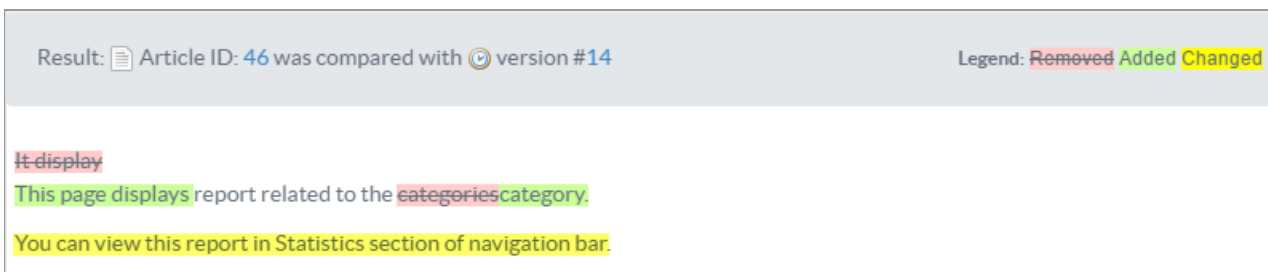 Result: Article ID: 46 was compared with version #14
Legend: Removed Added Changed
It display
This page displays report related to the categoriescategory.
You can view this report in Statistics section of navigation bar.